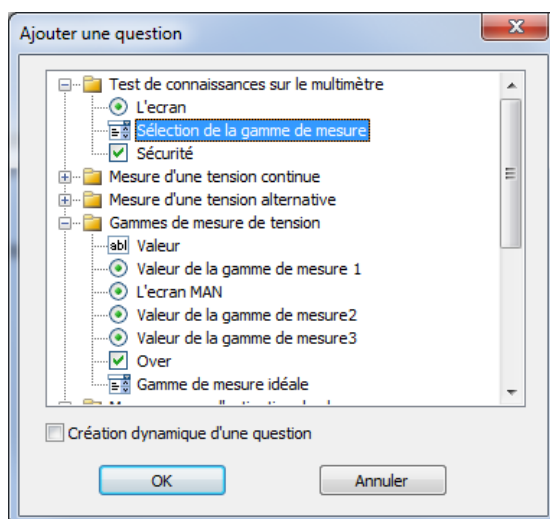 Ajouter une question
Test de connaissances sur le multimètre
L'ecran
Sélection de la gamme de mesure
Sécurité
Mesure d'une tension continue
Mesure d'une tension alternative
Gammes de mesure de tension
abl Valeur
Valeur de la gamme de mesure 1
L'ecran MAN
Valeur de la gamme de mesure2
Valeur de la gamme de mesure3
Over
Gamme de mesure idéale
Création dynamique d'une question
OK
Annuler